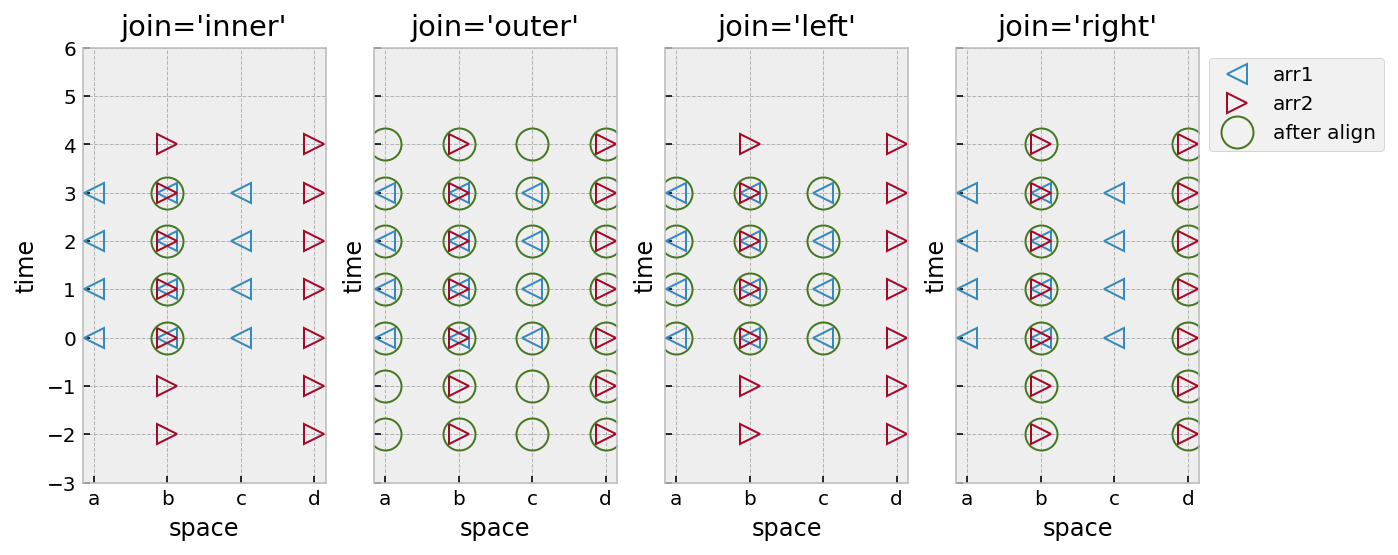 join='inner'
join='outer'
join='left'
join='right'
6
5
4
3
2
1
0
−1
−2
−3
time
time
time
time
a b c d
a b c d
a b c d
a b c d
space
space
space
space
arr1
arr2
after align